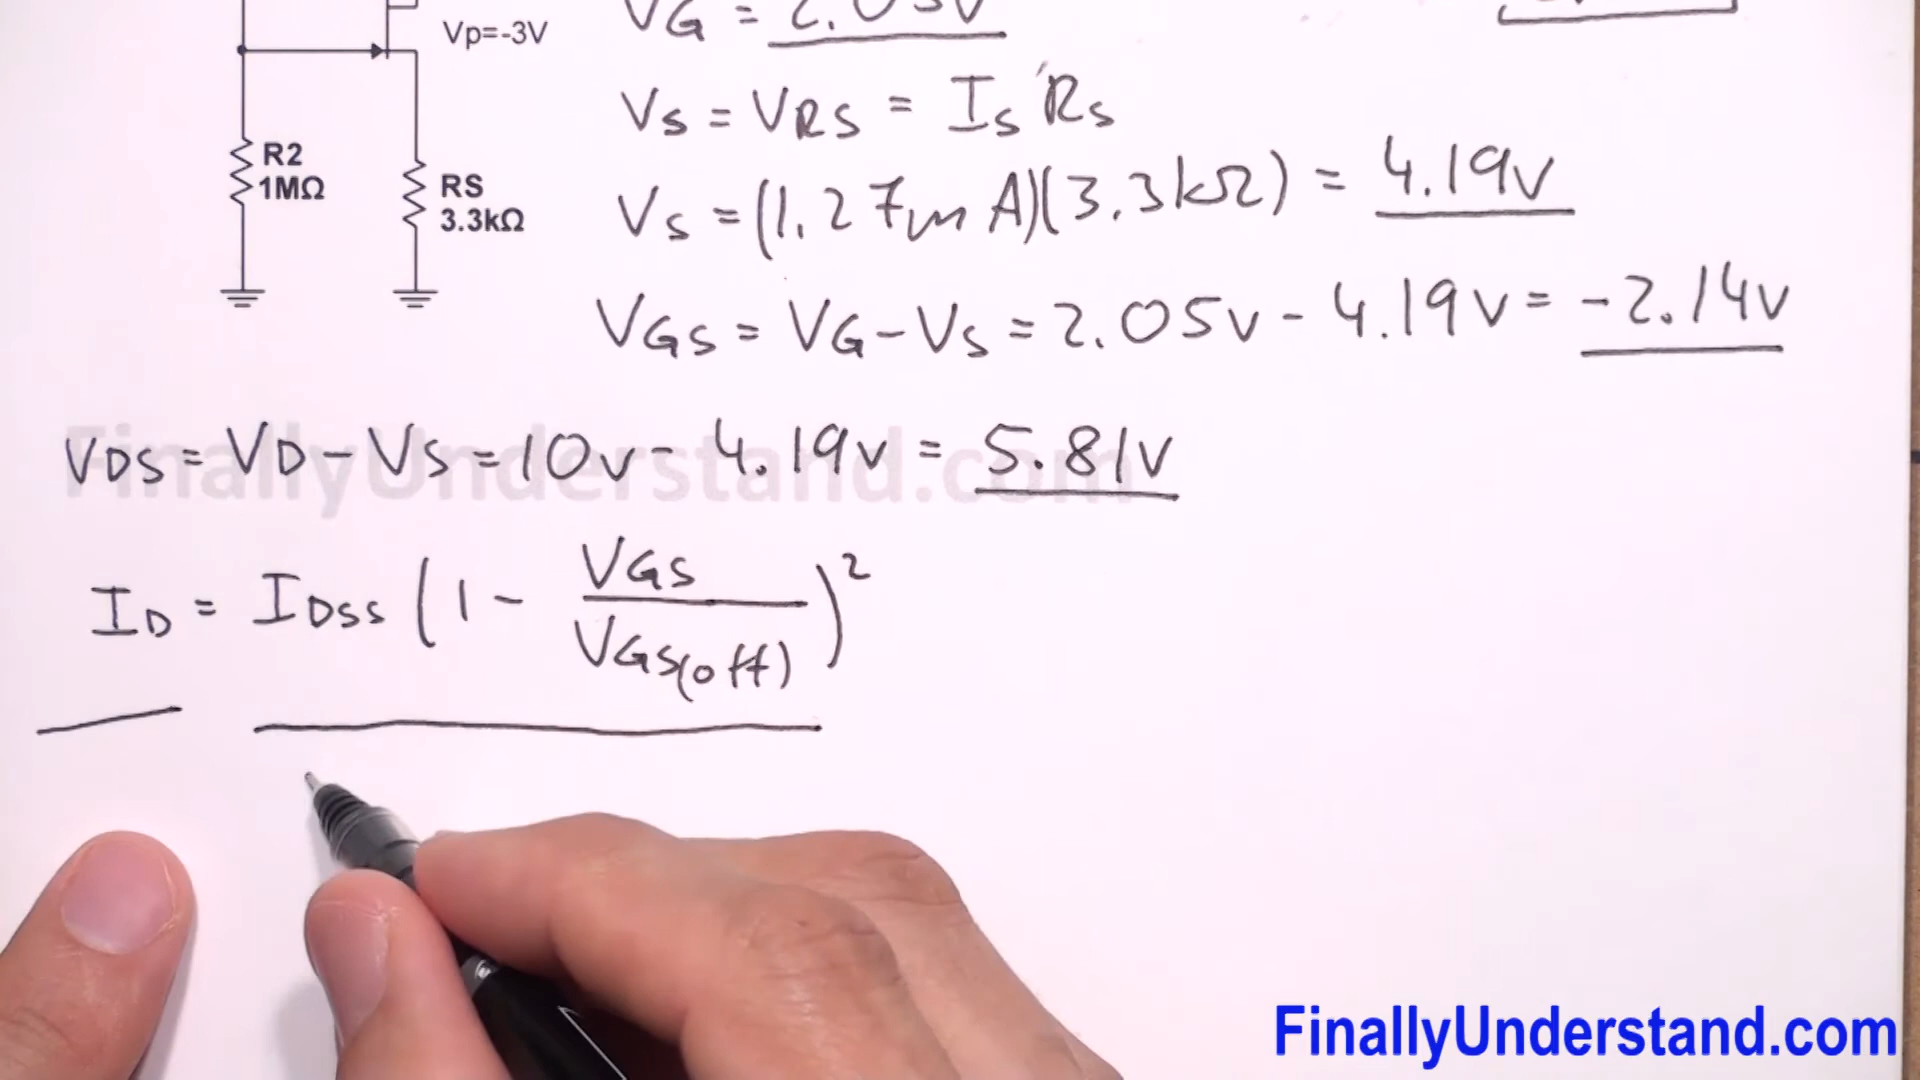 Vp=-3V
VG = 2.05V
VS = VRS = IS RS
R2
1MΩ
RS
3.3kΩ
VS = (1.27mA)(3.3kΩ) = 4.19V
VGS = VG - VS = 2.05V - 4.19V = -2.14V
VDS = VD - VS = 10V - 4.19V = 5.81V
FinallyUnderstand.com
ID = IDSS (1 - VGS / VGS(off))²
FinallyUnderstand.com